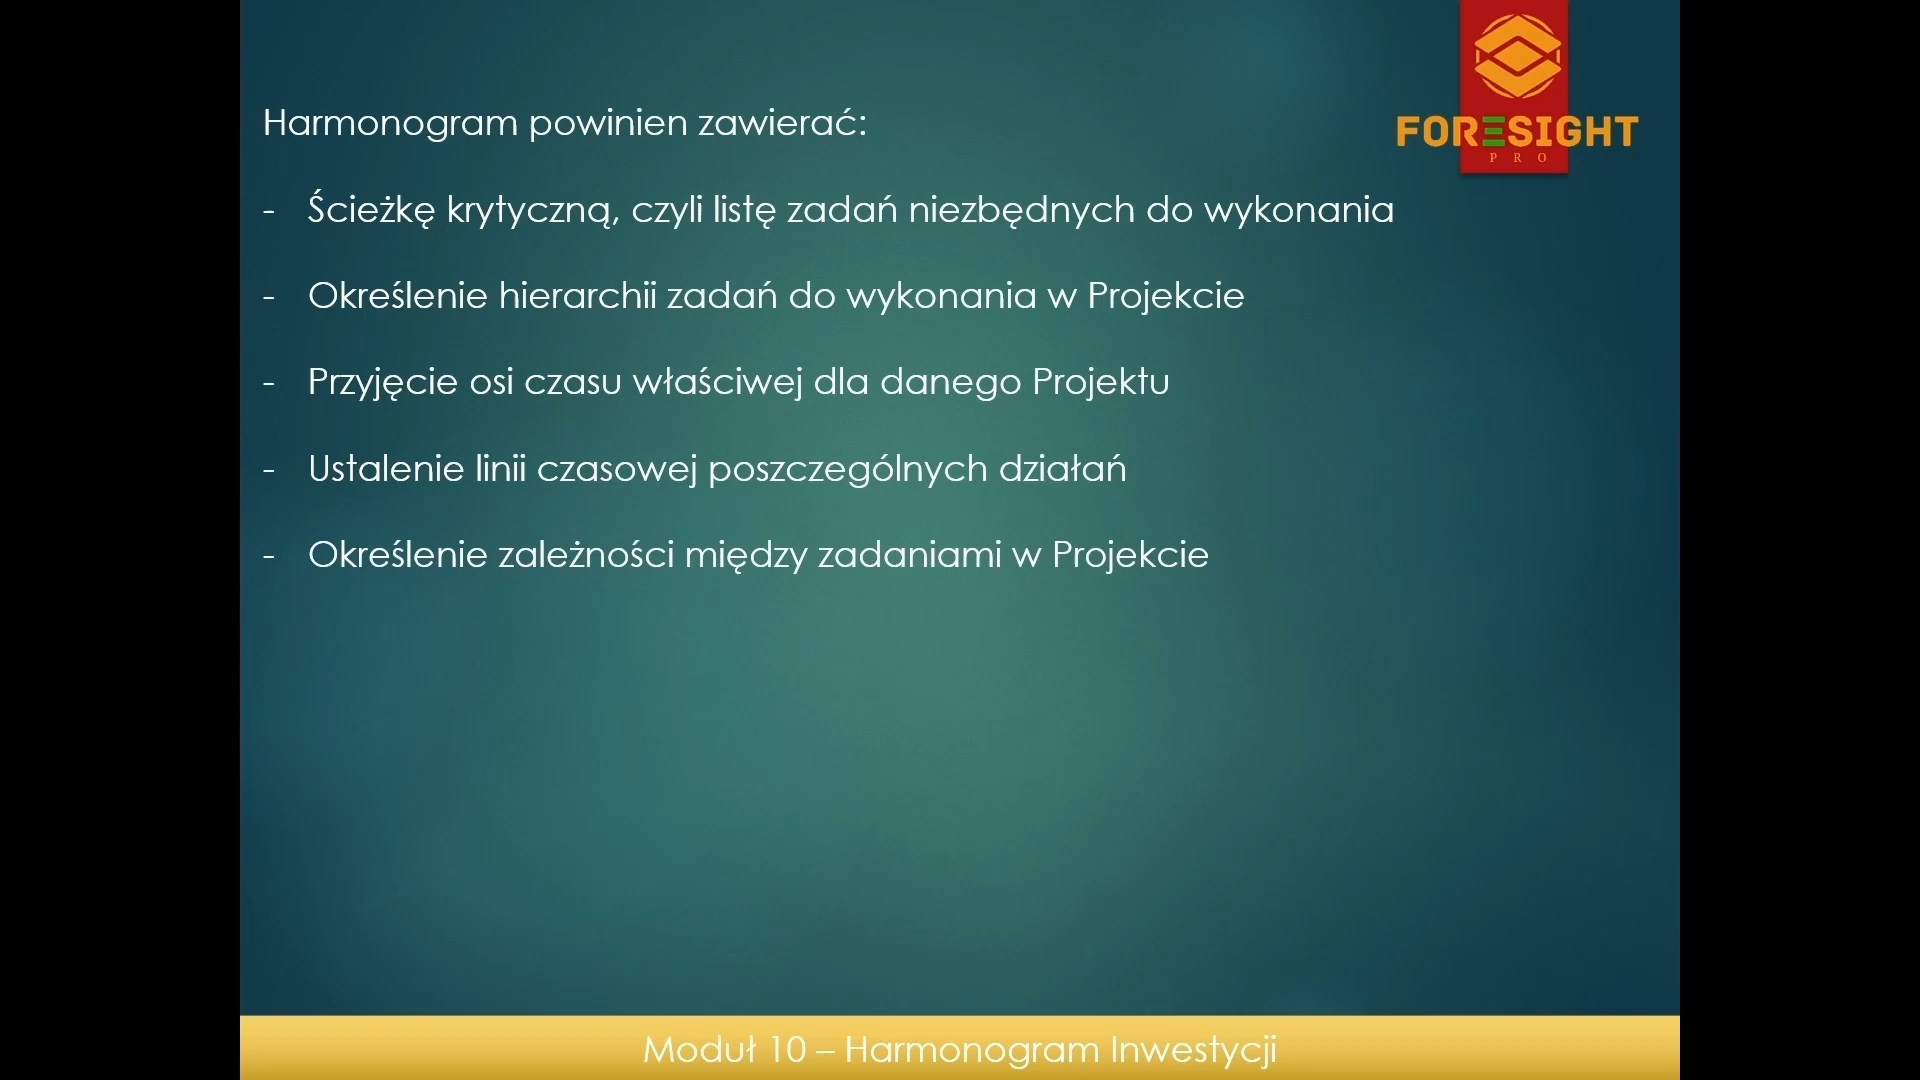 FORESIGHT
PRO
Harmonogram powinien zawierać:
- Ścieżkę krytyczną, czyli listę zadań niezbędnych do wykonania
- Określenie hierarchii zadań do wykonania w Projekcie
- Przyjęcie osi czasu właściwej dla danego Projektu
- Ustalenie linii czasowej poszczególnych działań
- Określenie zależności między zadaniami w Projekcie
Moduł 10 – Harmonogram Inwestycji